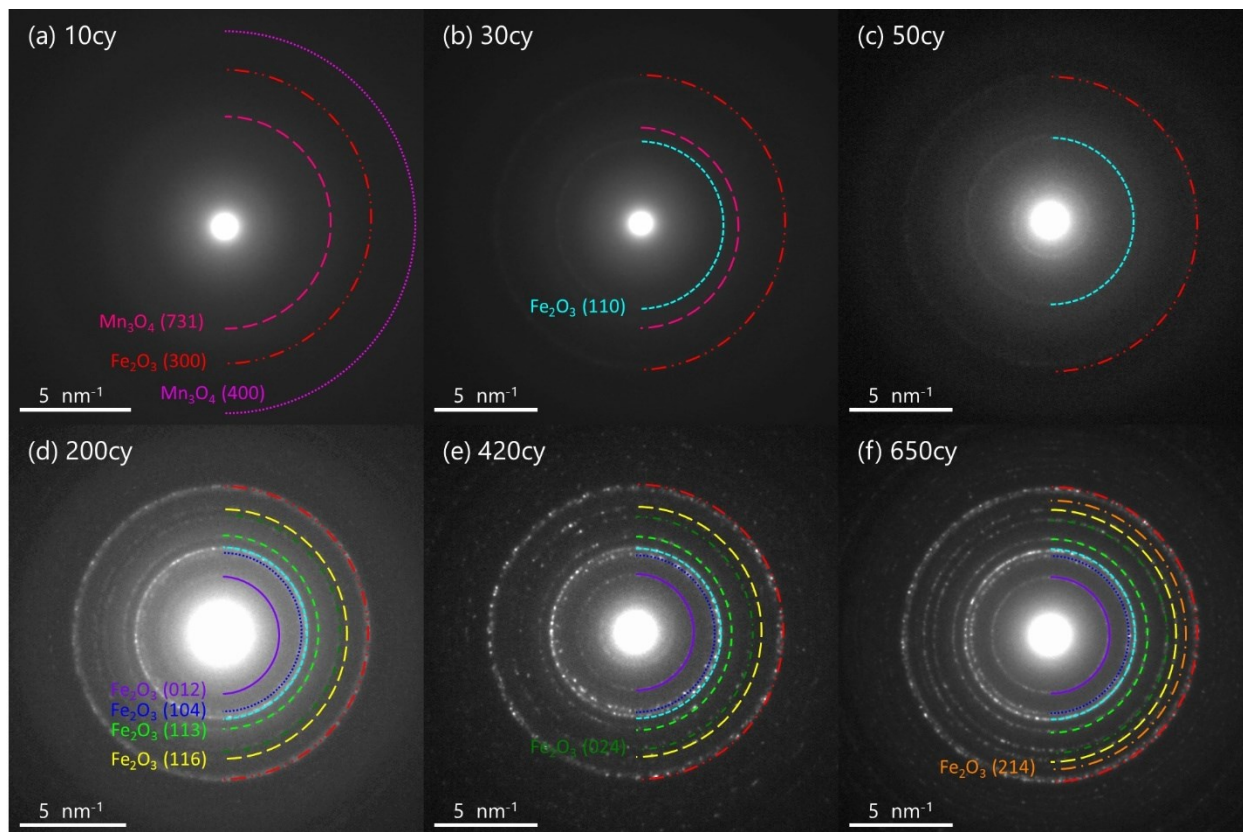 (a) 10cy
Mn₃O₄ (731)
Fe₂O₃ (300)
Mn₃O₄ (400)
5 nm⁻¹
(b) 30cy
Fe₂O₃ (110)
5 nm⁻¹
(c) 50cy
5 nm⁻¹
(d) 200cy
Fe₂O₃ (012)
Fe₂O₃ (104)
Fe₂O₃ (113)
Fe₂O₃ (116)
5 nm⁻¹
(e) 420cy
Fe₂O₃ (024)
5 nm⁻¹
(f) 650cy
Fe₂O₃ (214)
5 nm⁻¹